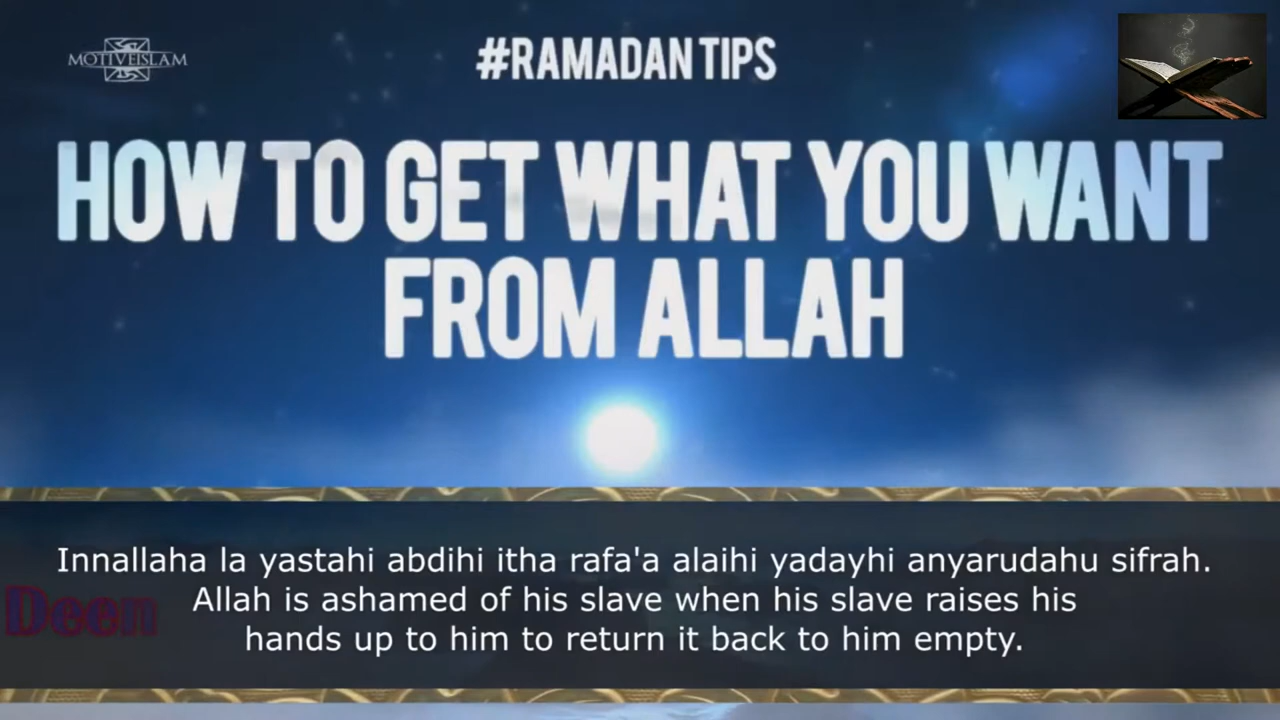 MOTIVEISLAM
#RAMADAN TIPS
HOW TO GET WHAT YOU WANT
FROM ALLAH
Innallaha la yastahi abdihi itha rafa'a alaihi yadayhi anyarudahu sifrah.
Allah is ashamed of his slave when his slave raises his
hands up to him to return it back to him empty.
Deen